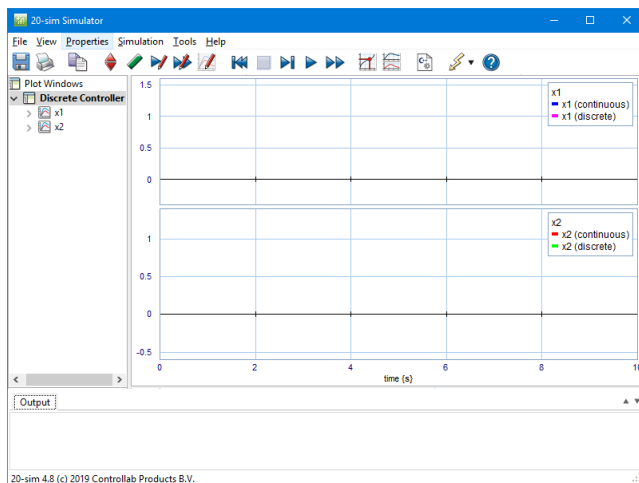 20-sim Simulator
File View Properties Simulation Tools Help
Plot Windows
Discrete Controller
x1
x2
1.5
1
0.5
0
x1
x1 (continuous)
x1 (discrete)
1
0.5
0
-0.5
x2
x2 (continuous)
x2 (discrete)
0 2 4 6 8 10
time {s}
Output
20-sim 4.8 (c) 2019 Controllab Products B.V.